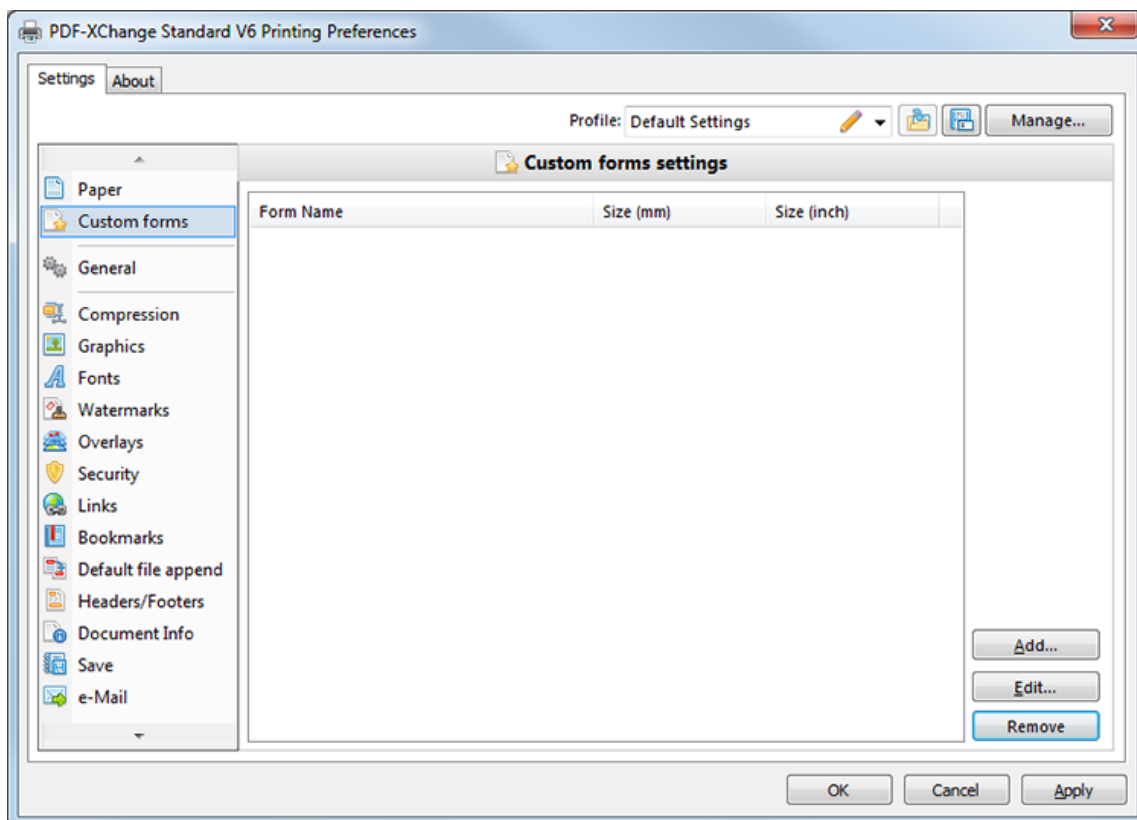 PDF-XChange Standard V6 Printing Preferences
Settings
About
Profile: Default Settings
Manage...
Paper
Custom forms
General
Compression
Graphics
Fonts
Watermarks
Overlays
Security
Links
Bookmarks
Default file append
Headers/Footers
Document Info
Save
e-Mail
Custom forms settings
Form Name Size (mm) Size (inch)
Add...
Edit...
Remove
OK Cancel Apply